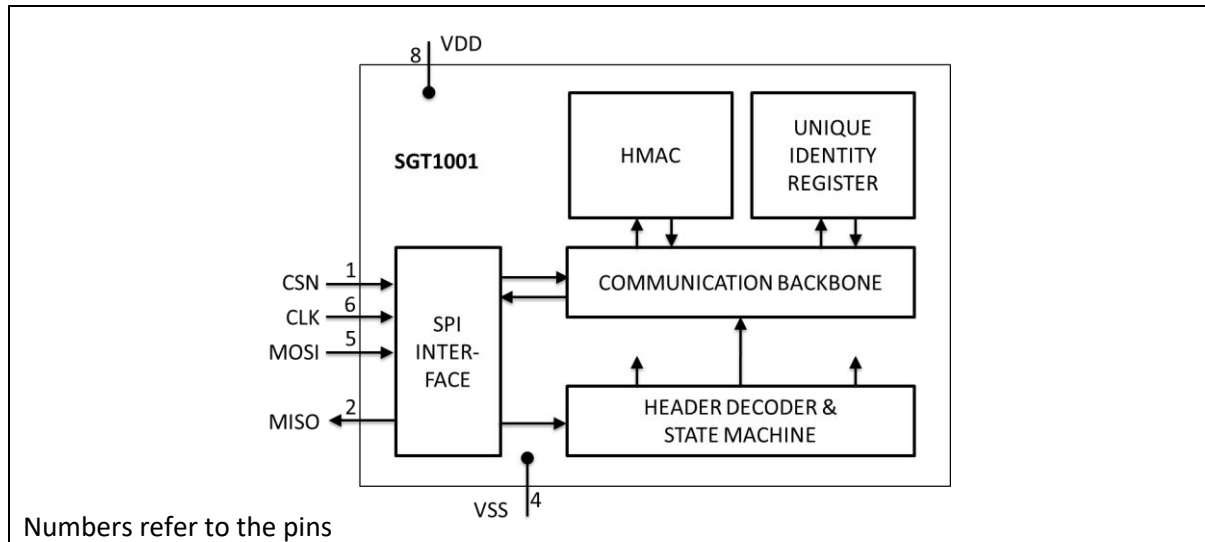 8 VDD
SGT1001
HMAC
UNIQUE
IDENTITY
REGISTER
CSN 1
CLK 6
MOSI 5
MISO 2
SPI
INTER-
FACE
COMMUNICATION BACKBONE
HEADER DECODER &
STATE MACHINE
VSS 4
Numbers refer to the pins